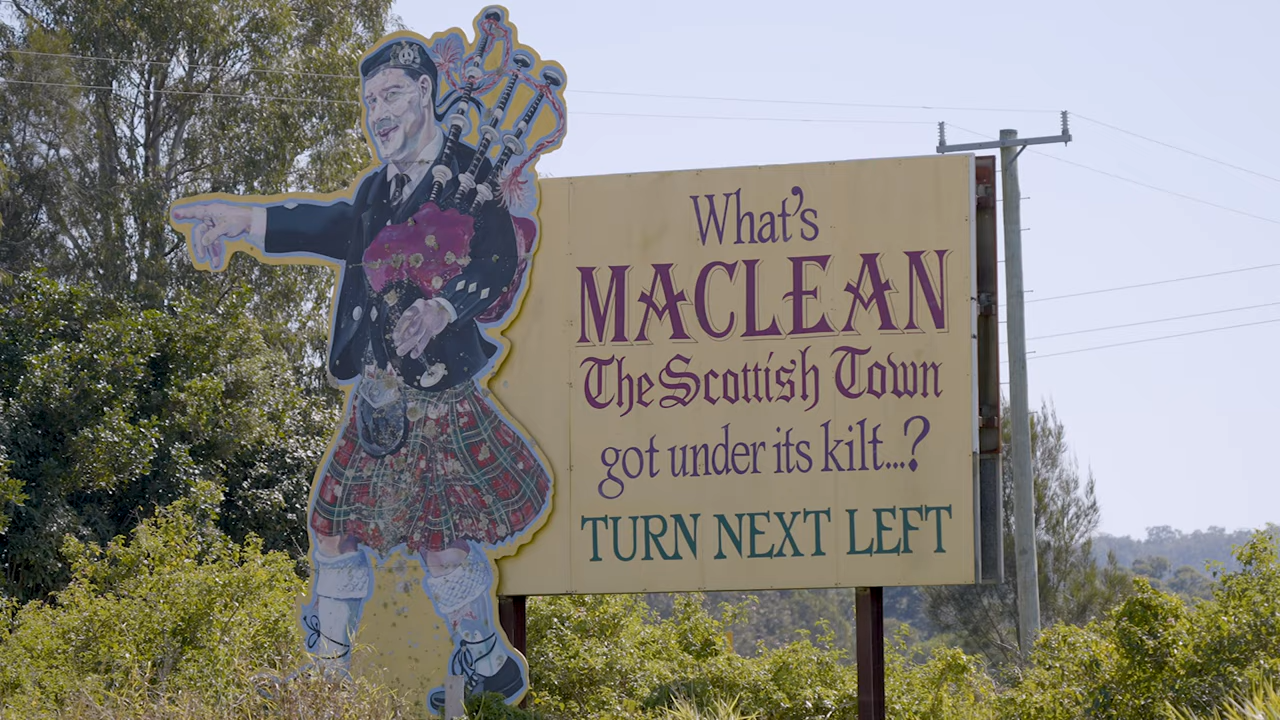 What's
MACLEAN
The Scottish Town
got under its kilt...?
TURN NEXT LEFT